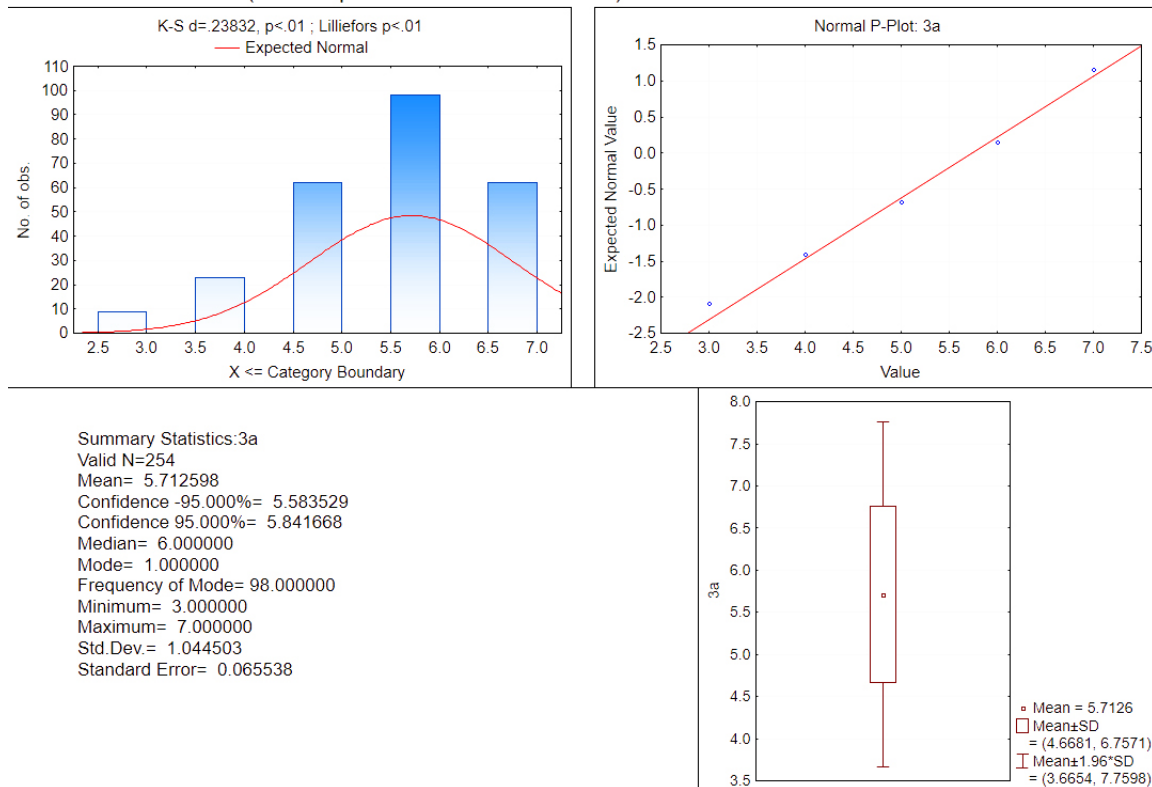 K-S d=.23832, p<.01 ; Lilliefors p<.01
Expected Normal
110
100
90
80
70
60
50
40
30
20
10
0
No. of obs.
2.5 3.0 3.5 4.0 4.5 5.0 5.5 6.0 6.5 7.0
X <= Category Boundary
Normal P-Plot: 3a
1.5
1.0
0.5
0.0
-0.5
-1.0
-1.5
-2.0
-2.5
Expected Normal Value
2.5 3.0 3.5 4.0 4.5 5.0 5.5 6.0 6.5 7.0 7.5
Value
Summary Statistics:3a
Valid N=254
Mean= 5.712598
Confidence -95.000%= 5.583529
Confidence 95.000%= 5.841668
Median= 6.000000
Mode= 1.000000
Frequency of Mode= 98.000000
Minimum= 3.000000
Maximum= 7.000000
Std.Dev.= 1.044503
Standard Error= 0.065538
8.0
7.5
7.0
6.5
6.0
5.5
5.0
4.5
4.0
3.5
3a
Mean = 5.7126
Mean±SD
= (4.6681, 6.7571)
Mean±1.96*SD
= (3.6654, 7.7598)